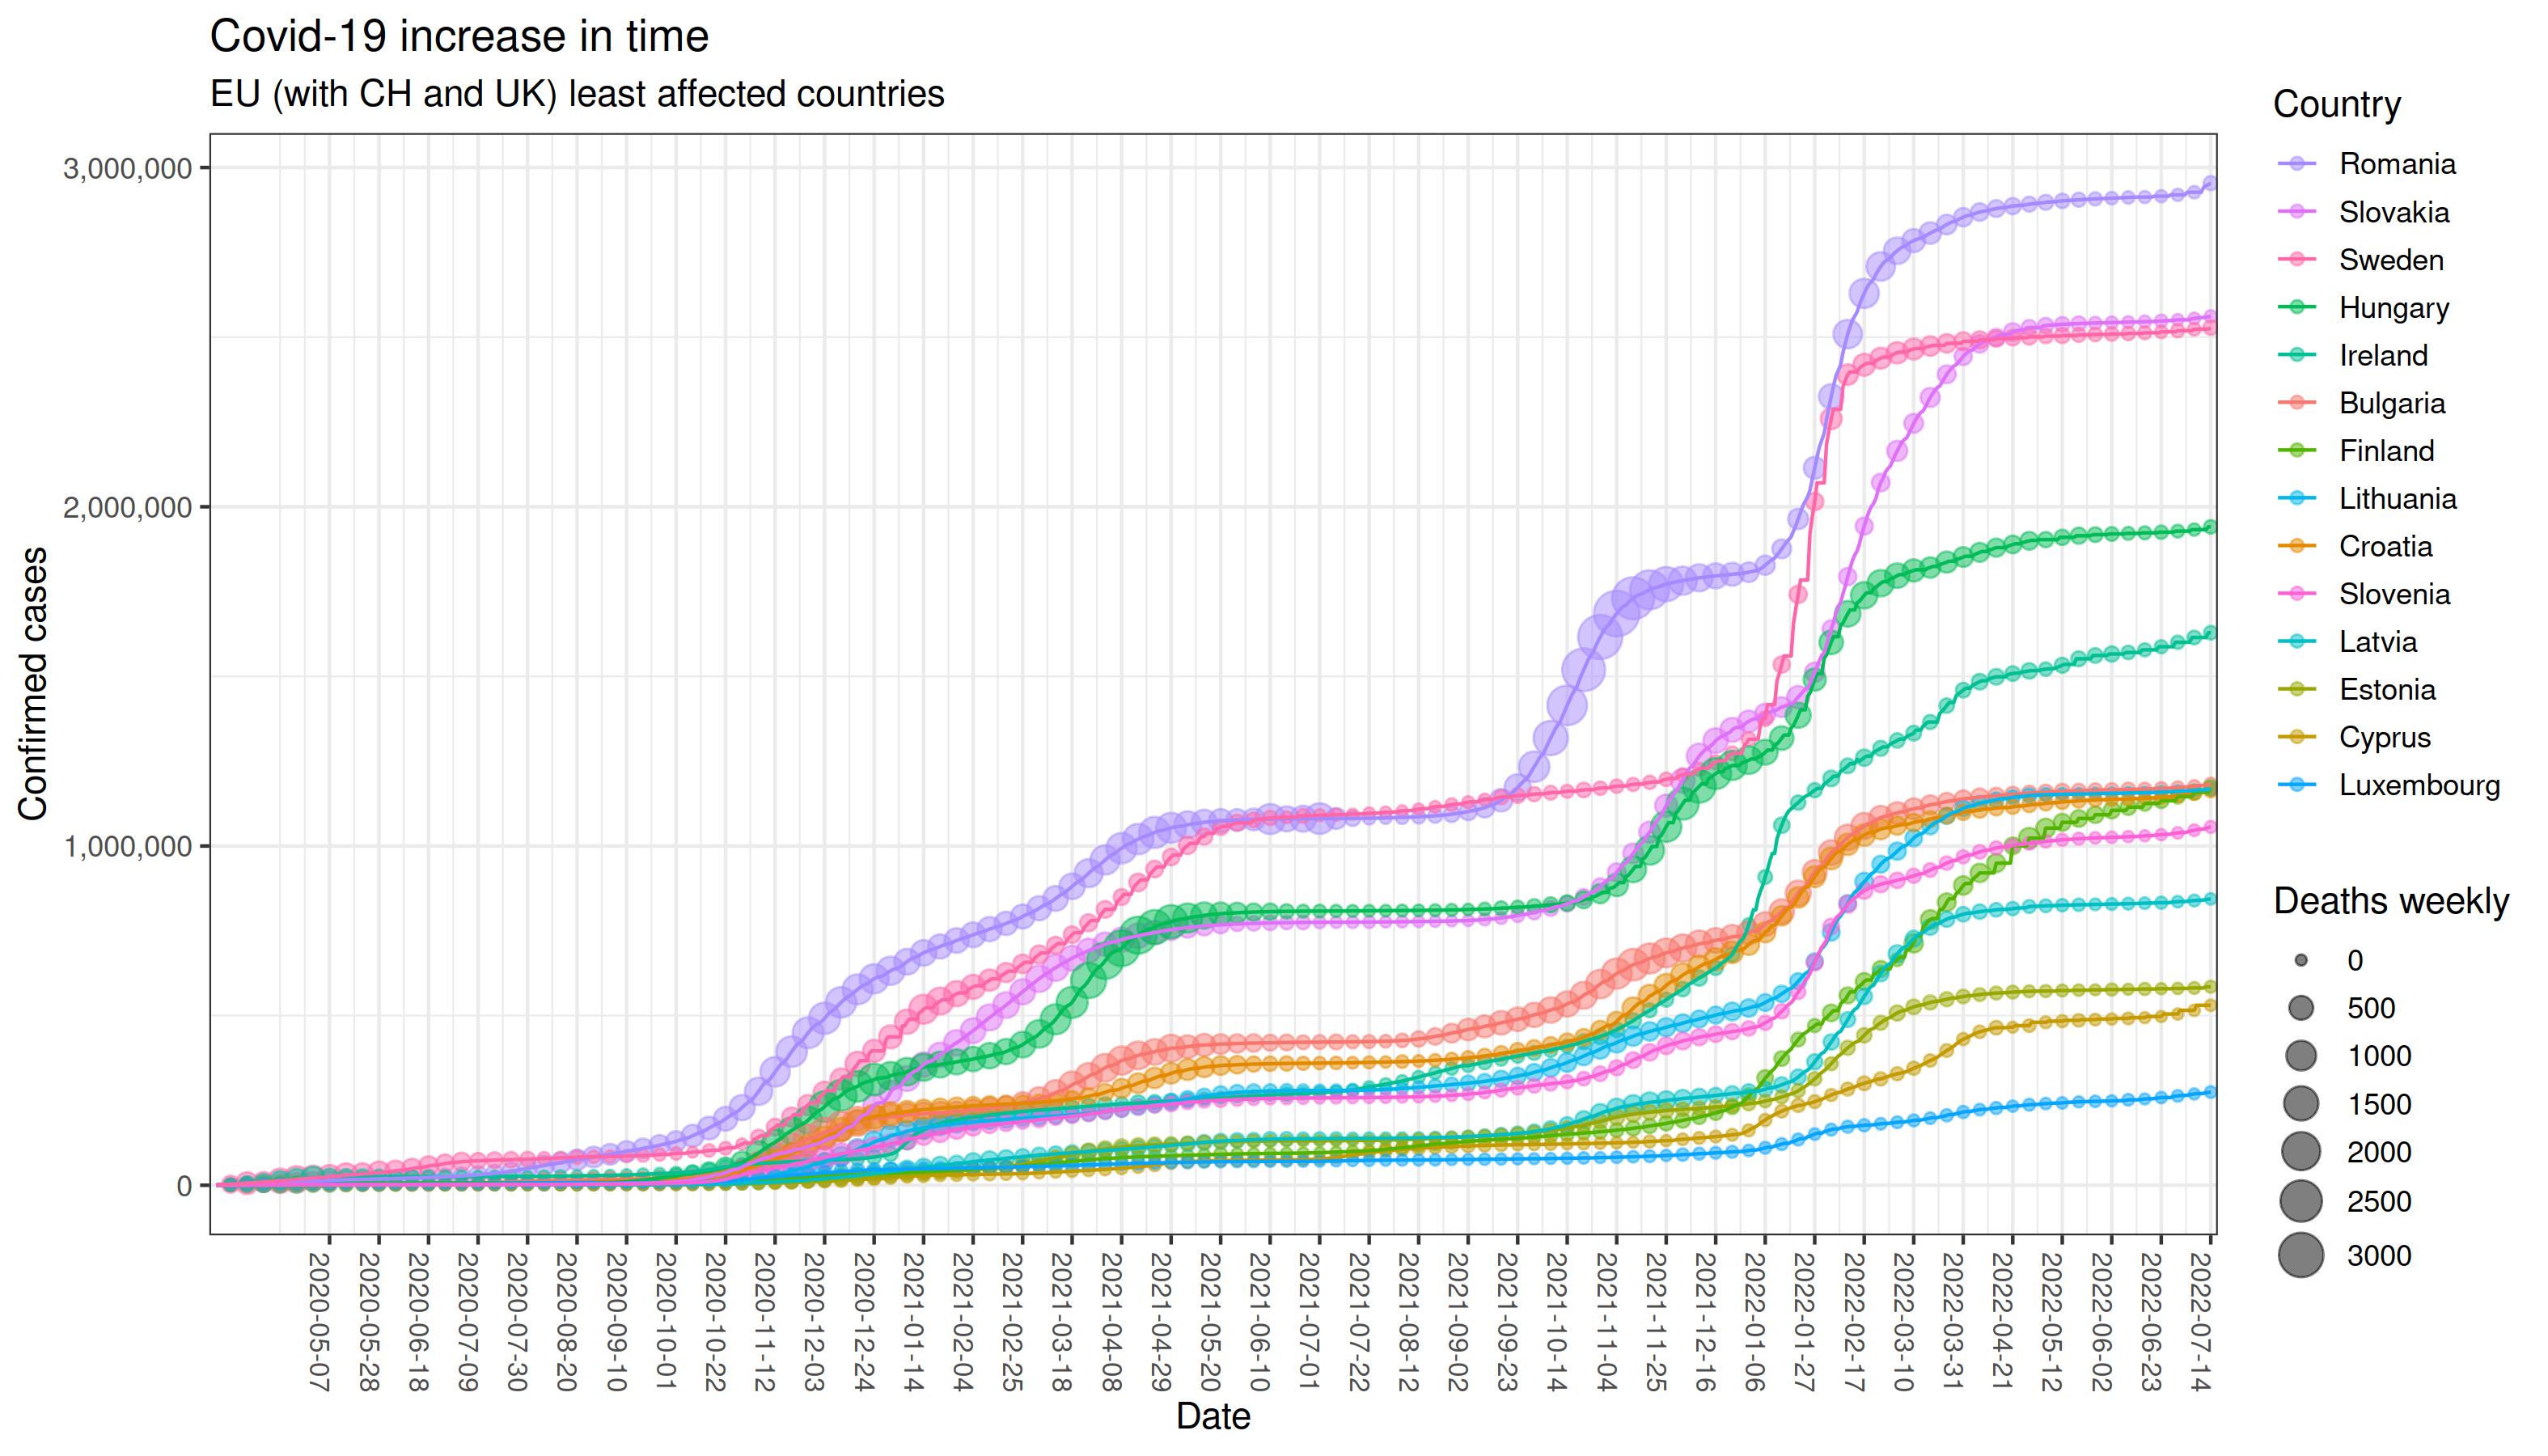 Covid-19 increase in time
EU (with CH and UK) least affected countries
Confirmed cases
3,000,000
2,000,000
1,000,000
0
2020-05-07
2020-05-28
2020-06-18
2020-07-09
2020-07-30
2020-08-20
2020-09-10
2020-10-01
2020-10-22
2020-11-12
2020-12-03
2020-12-24
2021-01-14
2021-02-04
2021-02-25
2021-03-18
2021-04-08
2021-04-29
2021-05-20
2021-06-10
2021-07-01
2021-07-22
2021-08-12
2021-09-02
2021-09-23
2021-10-14
2021-11-04
2021-11-25
2021-12-16
2022-01-06
2022-01-27
2022-02-17
2022-03-10
2022-03-31
2022-04-21
2022-05-12
2022-06-02
2022-06-23
2022-07-14
Date
Country
Romania
Slovakia
Sweden
Hungary
Ireland
Bulgaria
Finland
Lithuania
Croatia
Slovenia
Latvia
Estonia
Cyprus
Luxembourg
Deaths weekly
0
500
1000
1500
2000
2500
3000